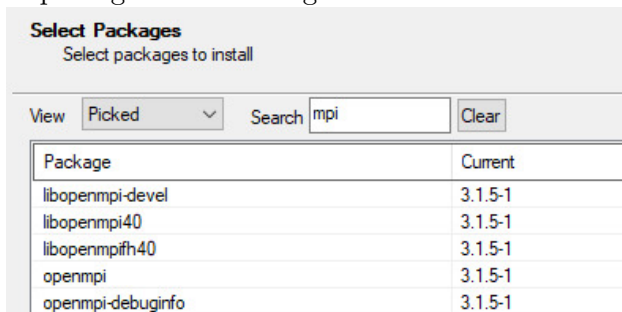 Select Packages
Select packages to install
View Picked Search mpi Clear
Package Current
libopenmpi-devel 3.1.5-1
libopenmpi40 3.1.5-1
libopenmpifh40 3.1.5-1
openmpi 3.1.5-1
openmpi-debuginfo 3.1.5-1